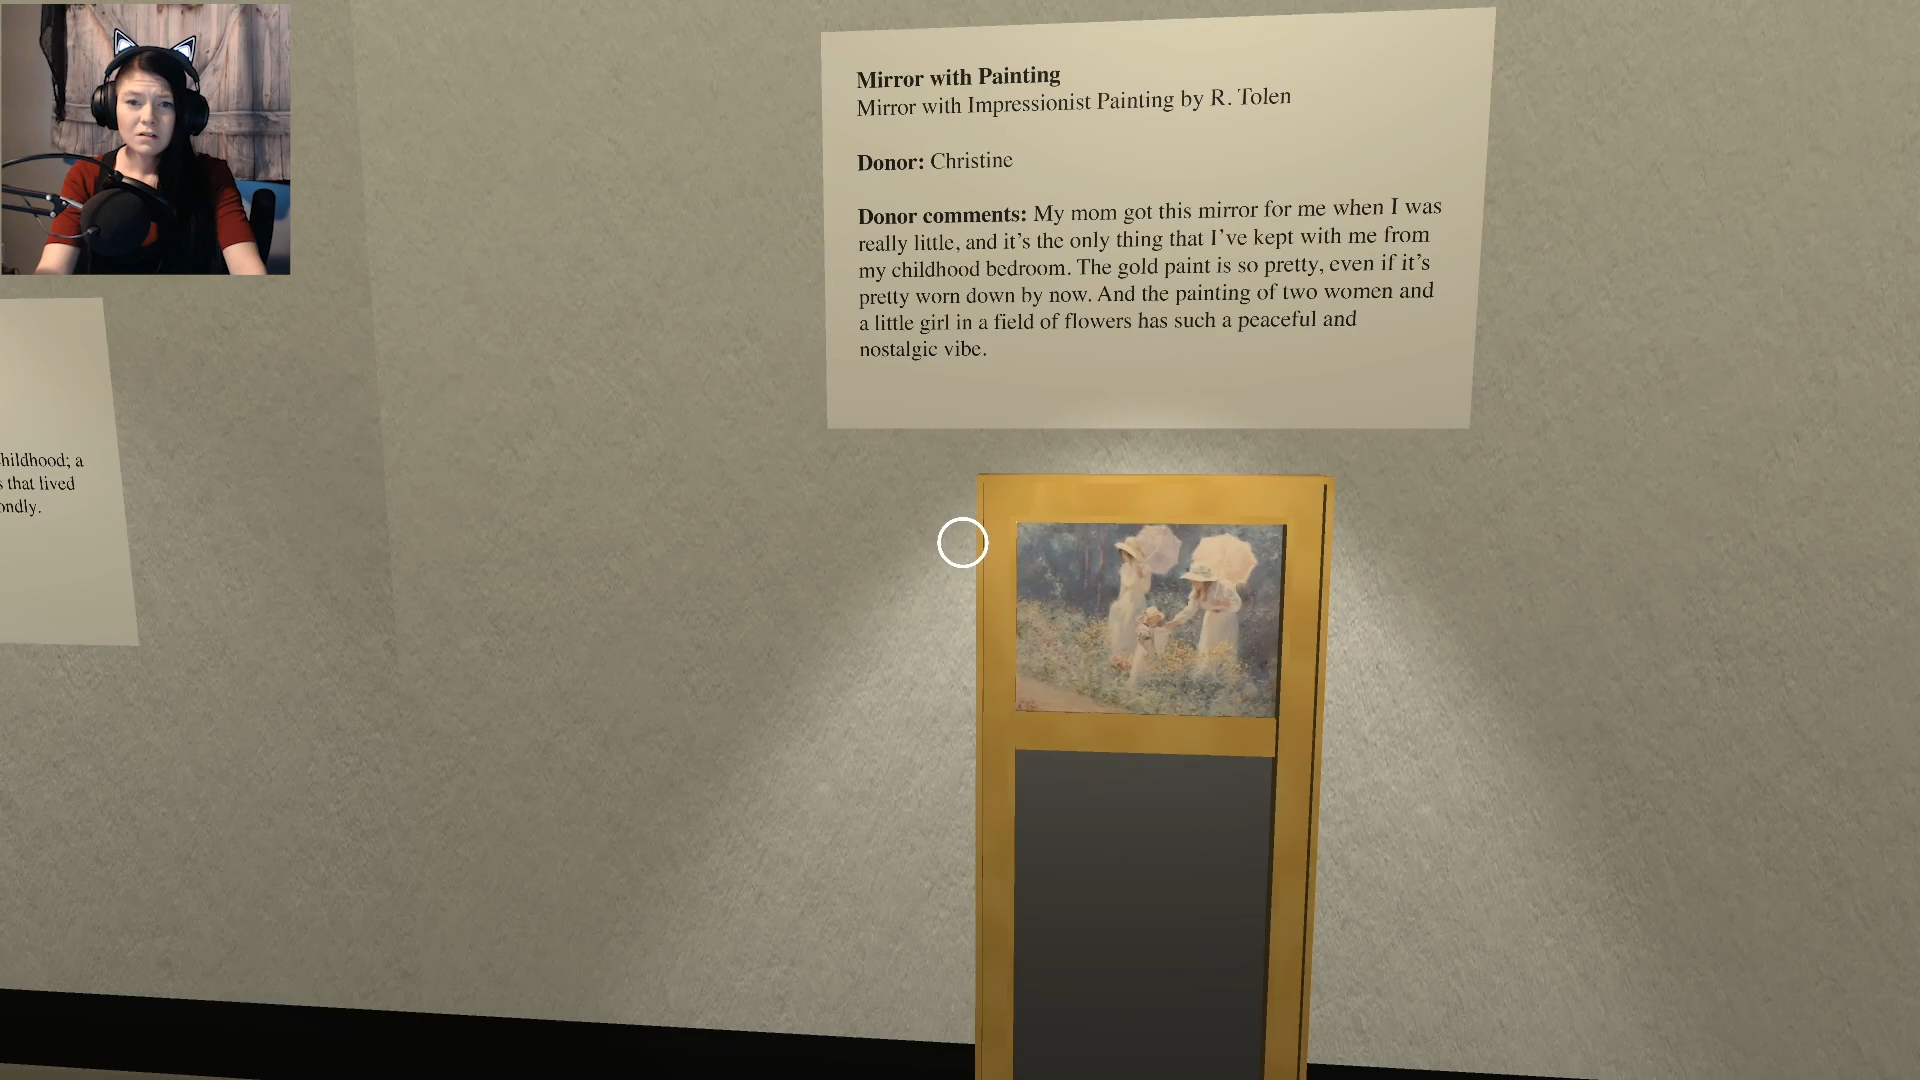 Mirror with Painting
Mirror with Impressionist Painting by R. Tolen
Donor: Christine
Donor comments: My mom got this mirror for me when I was
really little, and it's the only thing that I've kept with me from
my childhood bedroom. The gold paint is so pretty, even if it's
pretty worn down by now. And the painting of two women and
a little girl in a field of flowers has such a peaceful and
nostalgic vibe.
hildhood; a
s that lived
ondly.